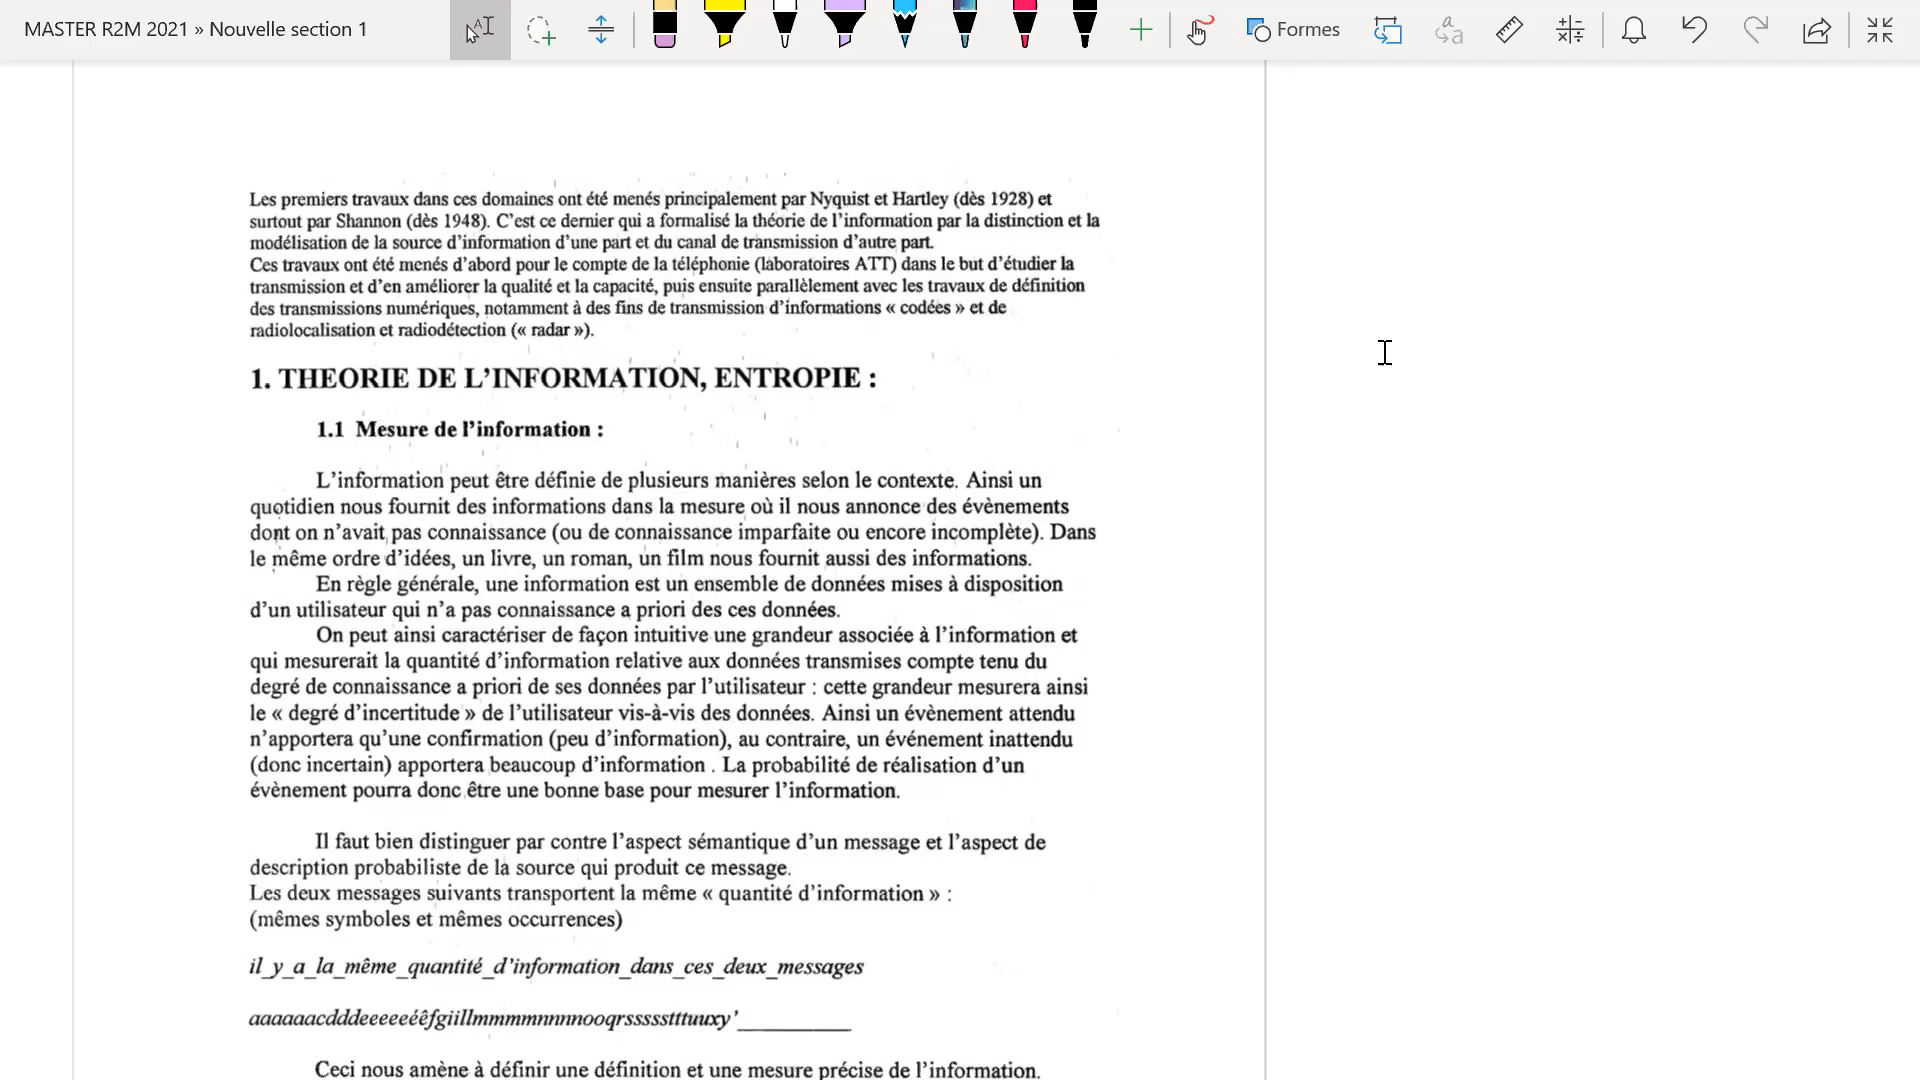 MASTER R2M 2021 » Nouvelle section 1
Formes
Les premiers travaux dans ces domaines ont été menés principalement par Nyquist et Hartley (dès 1928) et
surtout par Shannon (dès 1948). C’est ce dernier qui a formalisé la théorie de l’information par la distinction et la
modélisation de la source d’information d’une part et du canal de transmission d’autre part.
Ces travaux ont été menés d’abord pour le compte de la téléphonie (laboratoires ATT) dans le but d’étudier la
transmission et d’en améliorer la qualité et la capacité, puis ensuite parallèlement avec les travaux de définition
des transmissions numériques, notamment à des fins de transmission d’informations « codées » et de
radiolocalisation et radiodétection (« radar »).
1. THEORIE DE L’INFORMATION, ENTROPIE :
1.1 Mesure de l’information :
L’information peut être définie de plusieurs manières selon le contexte. Ainsi un
quotidien nous fournit des informations dans la mesure où il nous annonce des évènements
dont on n’avait pas connaissance (ou de connaissance imparfaite ou encore incomplète). Dans
le même ordre d’idées, un livre, un roman, un film nous fournit aussi des informations.
En règle générale, une information est un ensemble de données mises à disposition
d’un utilisateur qui n’a pas connaissance a priori des ces données.
On peut ainsi caractériser de façon intuitive une grandeur associée à l’information et
qui mesurerait la quantité d’information relative aux données transmises compte tenu du
degré de connaissance a priori de ses données par l’utilisateur : cette grandeur mesurera ainsi
le « degré d’incertitude » de l’utilisateur vis-à-vis des données. Ainsi un évènement attendu
n’apportera qu’une confirmation (peu d’information), au contraire, un événement inattendu
(donc incertain) apportera beaucoup d’information . La probabilité de réalisation d’un
évènement pourra donc être une bonne base pour mesurer l’information.
Il faut bien distinguer par contre l’aspect sémantique d’un message et l’aspect de
description probabiliste de la source qui produit ce message.
Les deux messages suivants transportent la même « quantité d’information » :
(mêmes symboles et mêmes occurrences)
il_y_a_la_même_quantité_d’information_dans_ces_deux_messages
aaaaaacdddeeeeeéêfgiillmmmmnnnnooqrssssstttuuxy’__________
Ceci nous amène à définir une définition et une mesure précise de l’information.